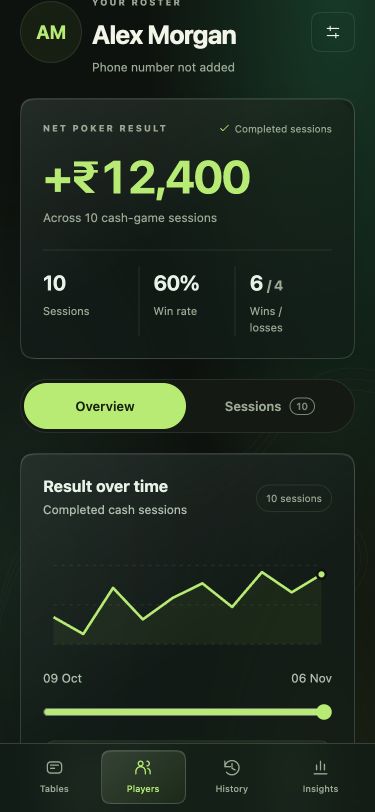 YOUR ROSTER
AM
Alex Morgan
Phone number not added
NET POKER RESULT
Completed sessions
+₹12,400
Across 10 cash-game sessions
10
Sessions
60%
Win rate
6 / 4
Wins /
losses
Overview
Sessions 10
Result over time
Completed cash sessions
10 sessions
09 Oct
06 Nov
Tables
Players
History
Insights